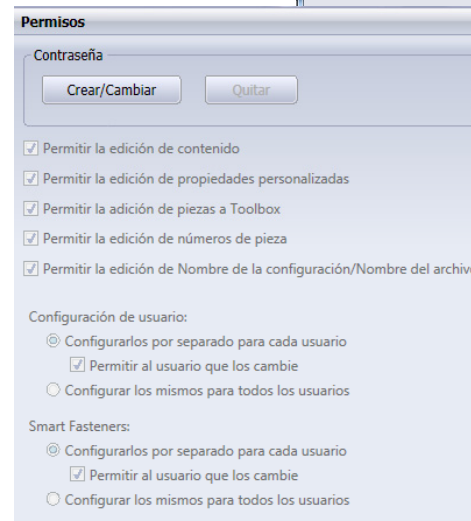 Permisos
Contraseña
Crear/Cambiar Quitar
Permitir la edición de contenido
Permitir la edición de propiedades personalizadas
Permitir la adición de piezas a Toolbox
Permitir la edición de números de pieza
Permitir la edición de Nombre de la configuración/Nombre del archiv
Configuración de usuario:
Configurarlos por separado para cada usuario
Permitir al usuario que los cambie
Configurar los mismos para todos los usuarios
Smart Fasteners:
Configurarlos por separado para cada usuario
Permitir al usuario que los cambie
Configurar los mismos para todos los usuarios